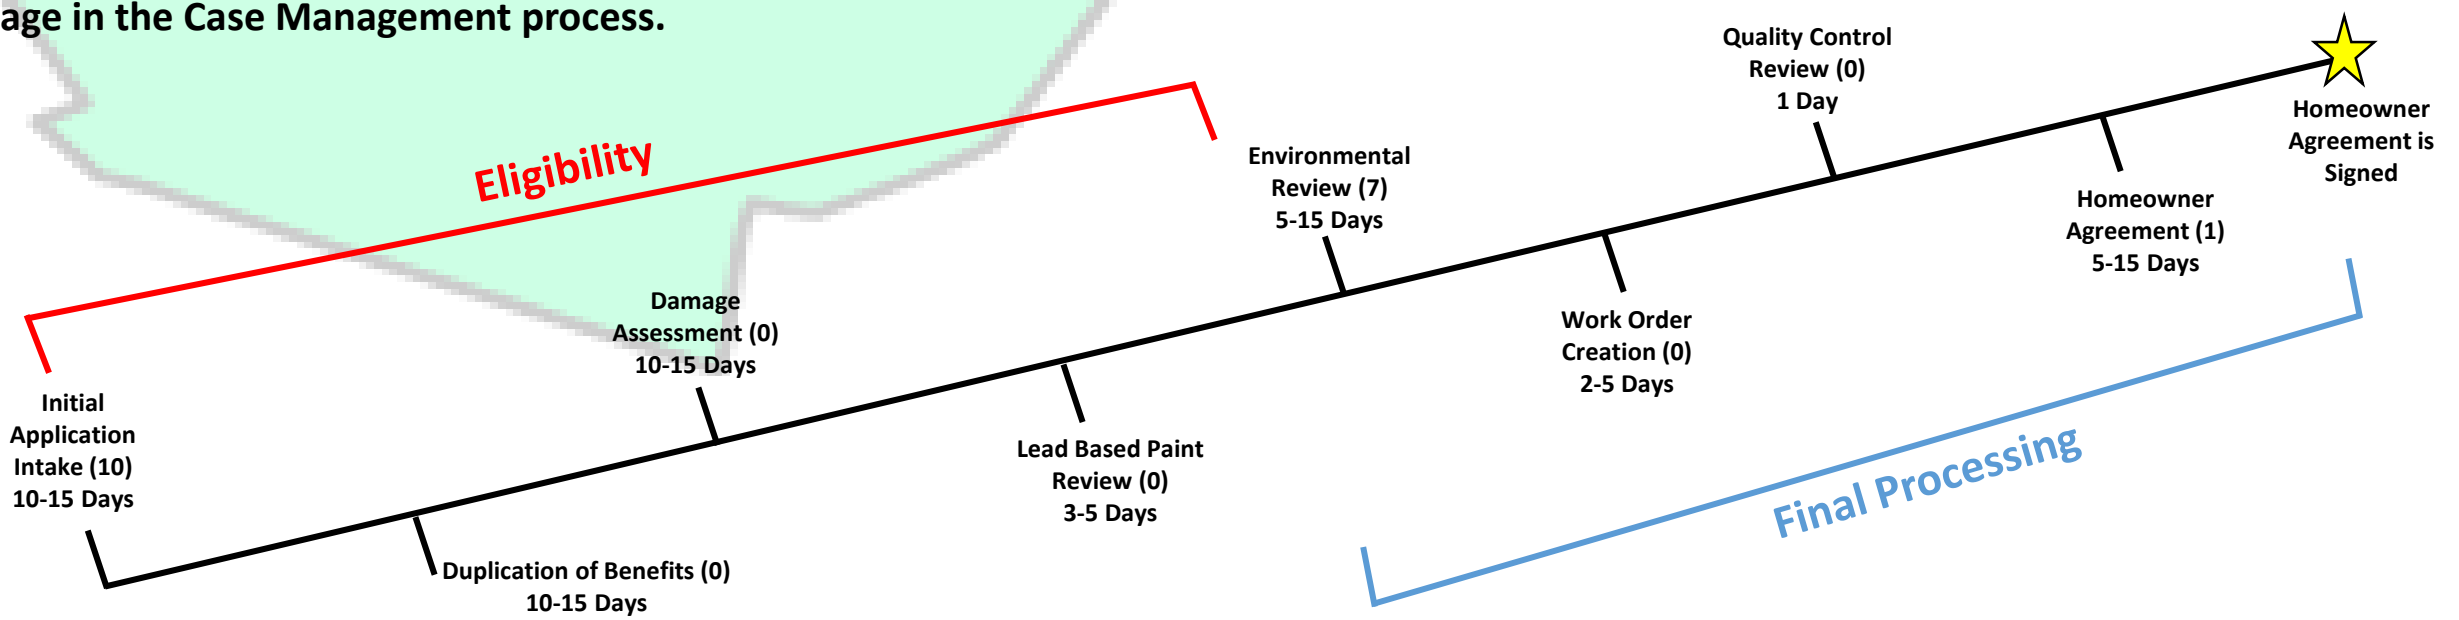 age in the Case Management process.
Eligibility
Initial
Application
Intake (10)
10-15 Days
Duplication of Benefits (0)
10-15 Days
Damage
Assessment (0)
10-15 Days
Lead Based Paint
Review (0)
3-5 Days
Environmental
Review (7)
5-15 Days
Work Order
Creation (0)
2-5 Days
Quality Control
Review (0)
1 Day
Homeowner
Agreement (1)
5-15 Days
Homeowner
Agreement is
Signed
Final Processing